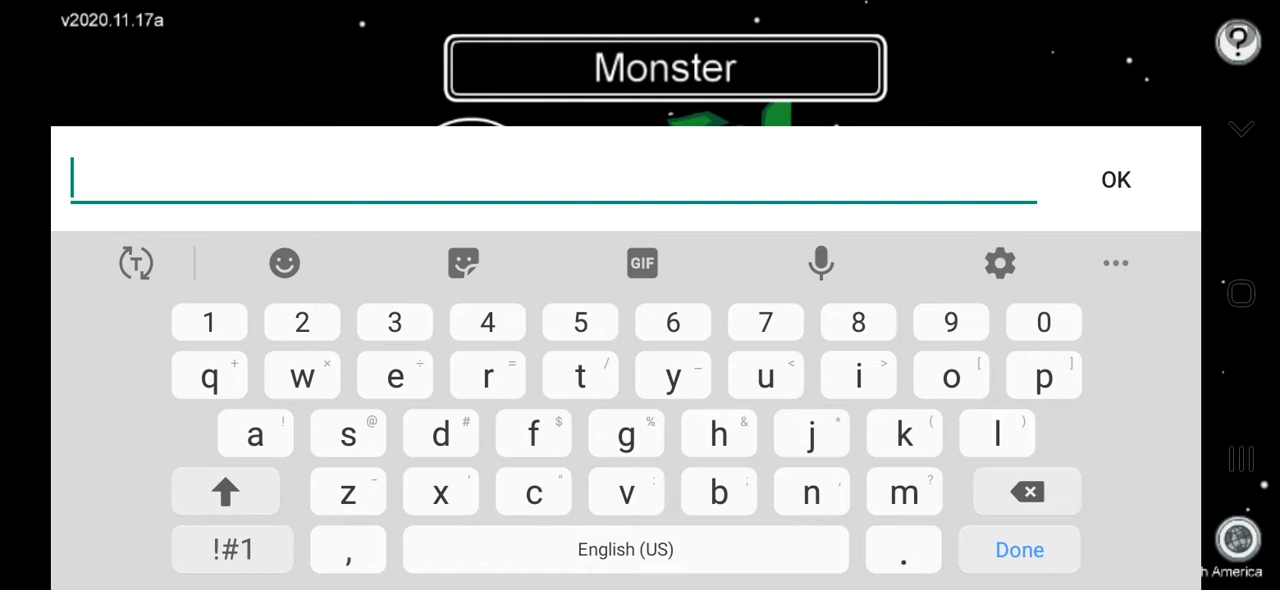 v2020.11.17a
Monster
OK
T
GIF
1 2 3 4 5 6 7 8 9 0
q + w × e ÷ r = t / y _ u < i > o [ p ]
a ! s @ d # f $ g % h & j * k ( l )
z - x ' c " v : b ; n , m ?
!#1 , English (US) . Done
h America